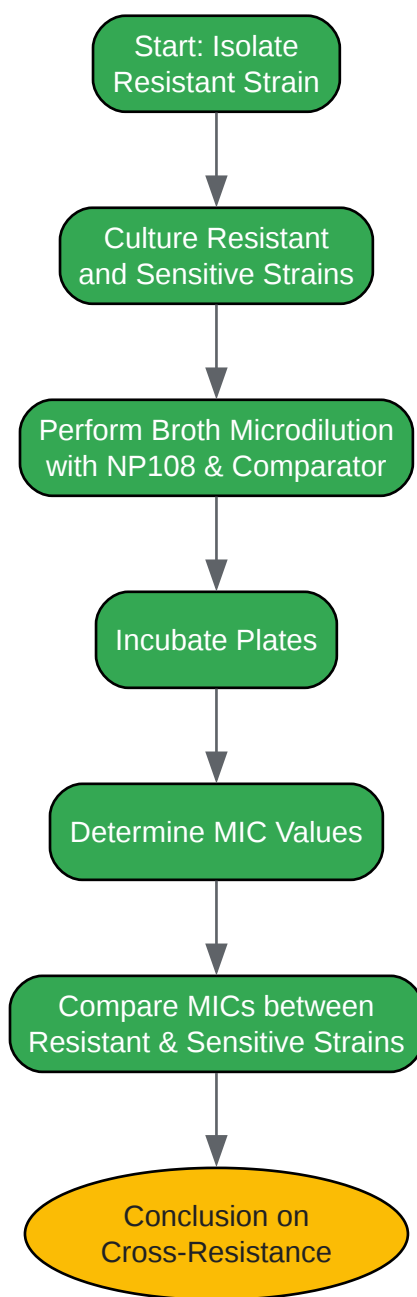 Start: Isolate
Resistant Strain
Culture Resistant
and Sensitive Strains
Perform Broth Microdilution
with NP108 & Comparator
Incubate Plates
Determine MIC Values
Compare MICs between
Resistant & Sensitive Strains
Conclusion on
Cross-Resistance